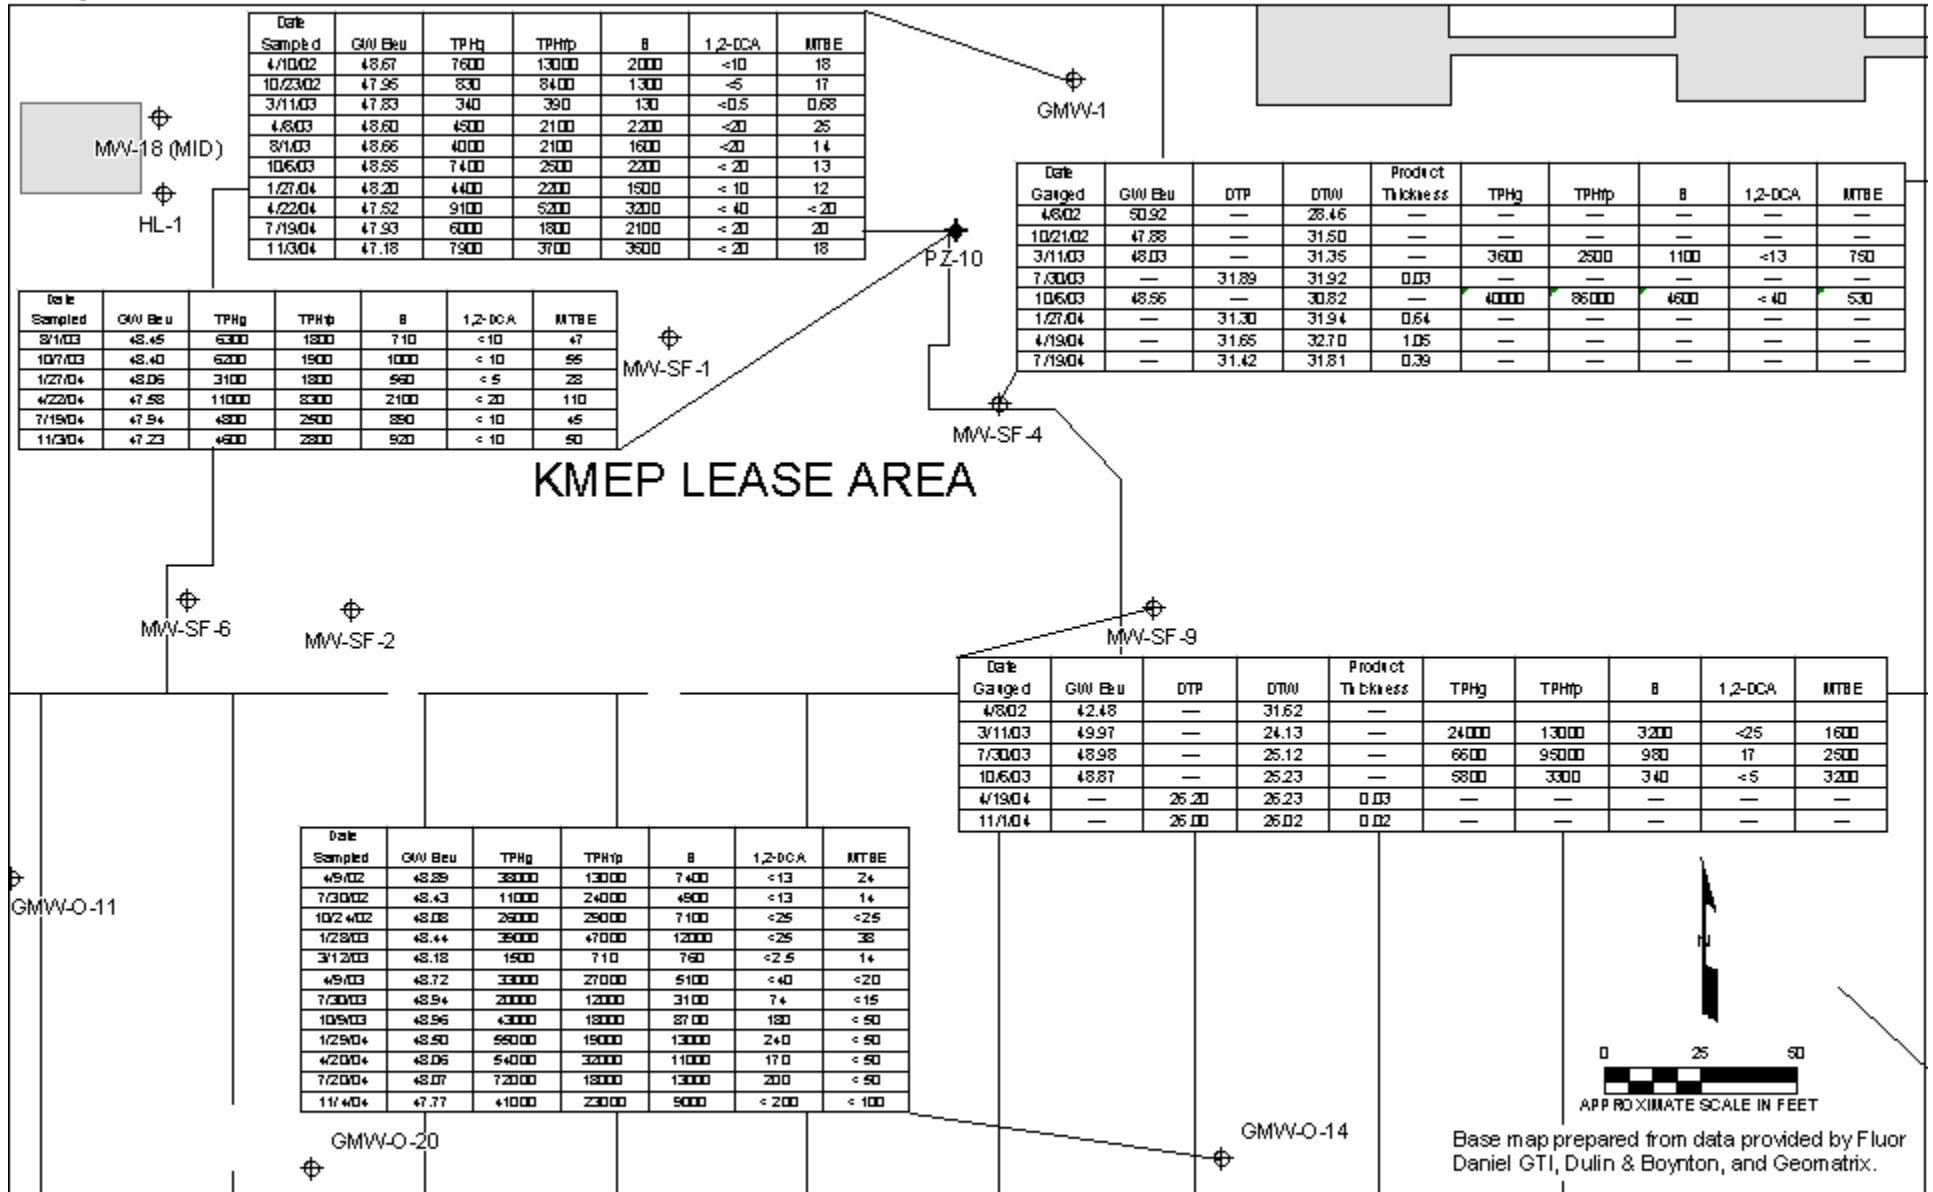 Date
Sampled GW Elev TPHg TPHfp B 1,2-DCA MTBE
4/10/02 48.67 7600 13000 2000 <10 18
10/23/02 47.95 830 8400 1300 <5 17
3/11/03 47.83 340 390 130 <0.5 0.68
4/8/03 48.60 4500 2100 2200 <20 25
8/1/03 48.66 4000 2100 1600 <20 14
10/6/03 48.55 7400 2500 2200 < 20 13
1/27/04 48.20 4400 2200 1500 < 10 12
4/22/04 47.52 9100 5200 3200 < 40 < 20
7/19/04 47.93 6000 1800 2100 < 20 20
11/3/04 47.18 7900 3700 3500 < 20 18
GMW-1
MW-18 (MID)
HL-1
PZ-10
Date Product
Gauged GW Elev DTP DTW Thickness TPHg TPHfp B 1,2-DCA MTBE
4/8/02 50.92 — 28.46 — — — — — —
10/21/02 47.88 — 31.50 — — — — — —
3/11/03 48.03 — 31.35 — 3600 2500 1100 <13 750
7/30/03 — 31.89 31.92 0.03 — — — — —
10/6/03 48.56 — 30.82 — 40000 86000 4600 < 40 530
1/27/04 — 31.30 31.94 0.64 — — — — —
4/19/04 — 31.65 32.70 1.05 — — — — —
7/19/04 — 31.42 31.81 0.39 — — — — —
Date
Sampled GW Elev TPHg TPHfp B 1,2-DCA MTBE
8/1/03 48.45 6300 1800 710 <10 47
10/7/03 48.40 6200 1900 1000 < 10 55
1/27/04 48.06 3100 1800 560 < 5 28
4/22/04 47.58 11000 8300 2100 < 20 110
7/19/04 47.94 4800 2500 890 < 10 45
11/3/04 47.23 4600 2800 920 < 10 50
MW-SF-1
MW-SF-4
KMEP LEASE AREA
MW-SF-6
MW-SF-2
MW-SF-9
Date Product
Gauged GW Elev DTP DTW Thickness TPHg TPHfp B 1,2-DCA MTBE
4/8/02 42.48 — 31.62 —
3/11/03 49.97 — 24.13 — 24000 13000 3200 <25 1600
7/30/03 48.98 — 25.12 — 6600 95000 980 17 2500
10/6/03 48.87 — 25.23 — 5800 3300 340 <5 3200
4/19/04 — 26.20 26.23 0.03 — — — — —
11/1/04 — 26.00 26.02 0.02 — — — — —
Date
Sampled GW Elev TPHg TPHfp B 1,2-DCA MTBE
4/9/02 48.89 38000 13000 7400 <13 24
7/30/02 48.43 11000 24000 4900 <13 14
10/24/02 48.08 26000 29000 7100 <25 <25
1/28/03 48.44 39000 47000 12000 <25 38
3/12/03 48.18 1500 710 760 <2.5 14
4/9/03 48.72 33000 27000 5100 <40 <20
7/30/03 48.94 20000 12000 3100 74 <15
10/9/03 48.96 43000 18000 8700 180 < 50
1/29/04 48.50 55000 19000 13000 240 < 50
4/20/04 48.06 54000 32000 11000 170 < 50
7/20/04 48.07 72000 18000 13000 200 < 50
11/4/04 47.77 41000 23000 9000 < 200 < 100
GMW-O-11
N
0 25 50
APPROXIMATE SCALE IN FEET
GMW-O-20
GMW-O-14
Base map prepared from data provided by Fluor
Daniel GTI, Dulin & Boynton, and Geomatrix.